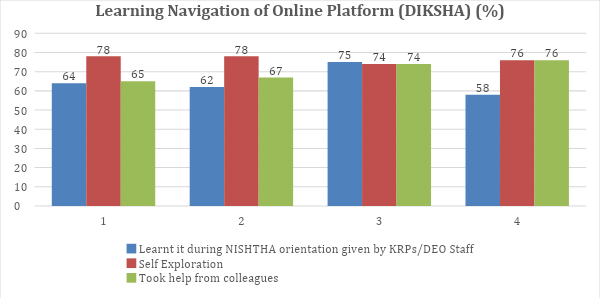 Learning Navigation of Online Platform (DIKSHA) (%)
90
80
70
60
50
40
30
20
10
0
64 78 65
62 78 67
75 74 74
58 76 76
1 2 3 4
Learnt it during NISHTHA orientation given by KRPs/DEO Staff
Self Exploration
Took help from colleagues